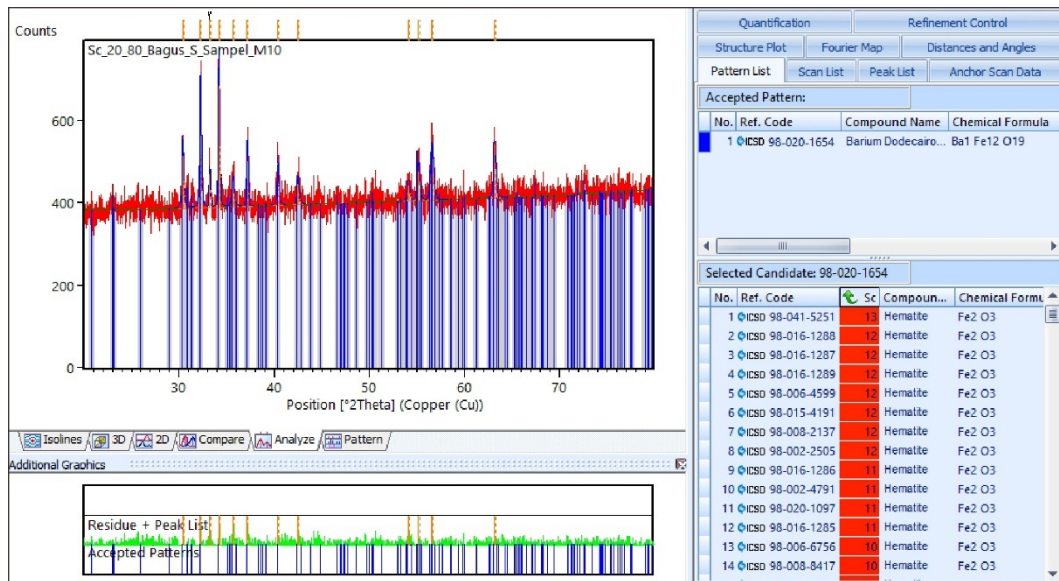 Counts
Sc_20_80_Bagus_S_Sampel_M10
600
400
200
0
30 40 50 60 70
Position [°2Theta] (Copper (Cu))
Isolines 3D 2D Compare Analyze Pattern
Additional Graphics
Residue + Peak List
Accepted Patterns
Quantification Refinement Control
Structure Plot Fourier Map Distances and Angles
Pattern List Scan List Peak List Anchor Scan Data
Accepted Pattern:
No. Ref. Code Compound Name Chemical Formula
1 ICSD 98-020-1654 Barium Dodecairo... Ba1 Fe12 O19
Selected Candidate: 98-020-1654
No. Ref. Code Sc Compoun... Chemical Formu
1 ICSD 98-041-5251 13 Hematite Fe2 O3
2 ICSD 98-016-1288 12 Hematite Fe2 O3
3 ICSD 98-016-1287 12 Hematite Fe2 O3
4 ICSD 98-016-1289 12 Hematite Fe2 O3
5 ICSD 98-006-4599 12 Hematite Fe2 O3
6 ICSD 98-015-4191 12 Hematite Fe2 O3
7 ICSD 98-008-2137 12 Hematite Fe2 O3
8 ICSD 98-002-2505 12 Hematite Fe2 O3
9 ICSD 98-016-1286 11 Hematite Fe2 O3
10 ICSD 98-002-4791 11 Hematite Fe2 O3
11 ICSD 98-020-1097 11 Hematite Fe2 O3
12 ICSD 98-016-1285 11 Hematite Fe2 O3
13 ICSD 98-006-6756 10 Hematite Fe2 O3
14 ICSD 98-008-8417 10 Hematite Fe2 O3